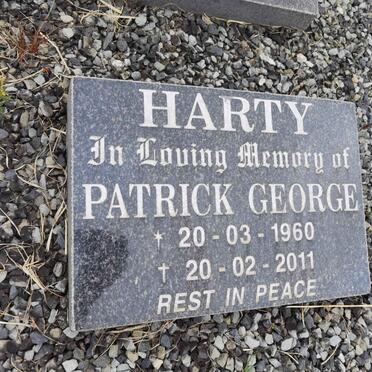 HARTY
In Loving Memory of
PATRICK GEORGE
* 20 - 03 - 1960
† 20 - 02 - 2011
REST IN PEACE